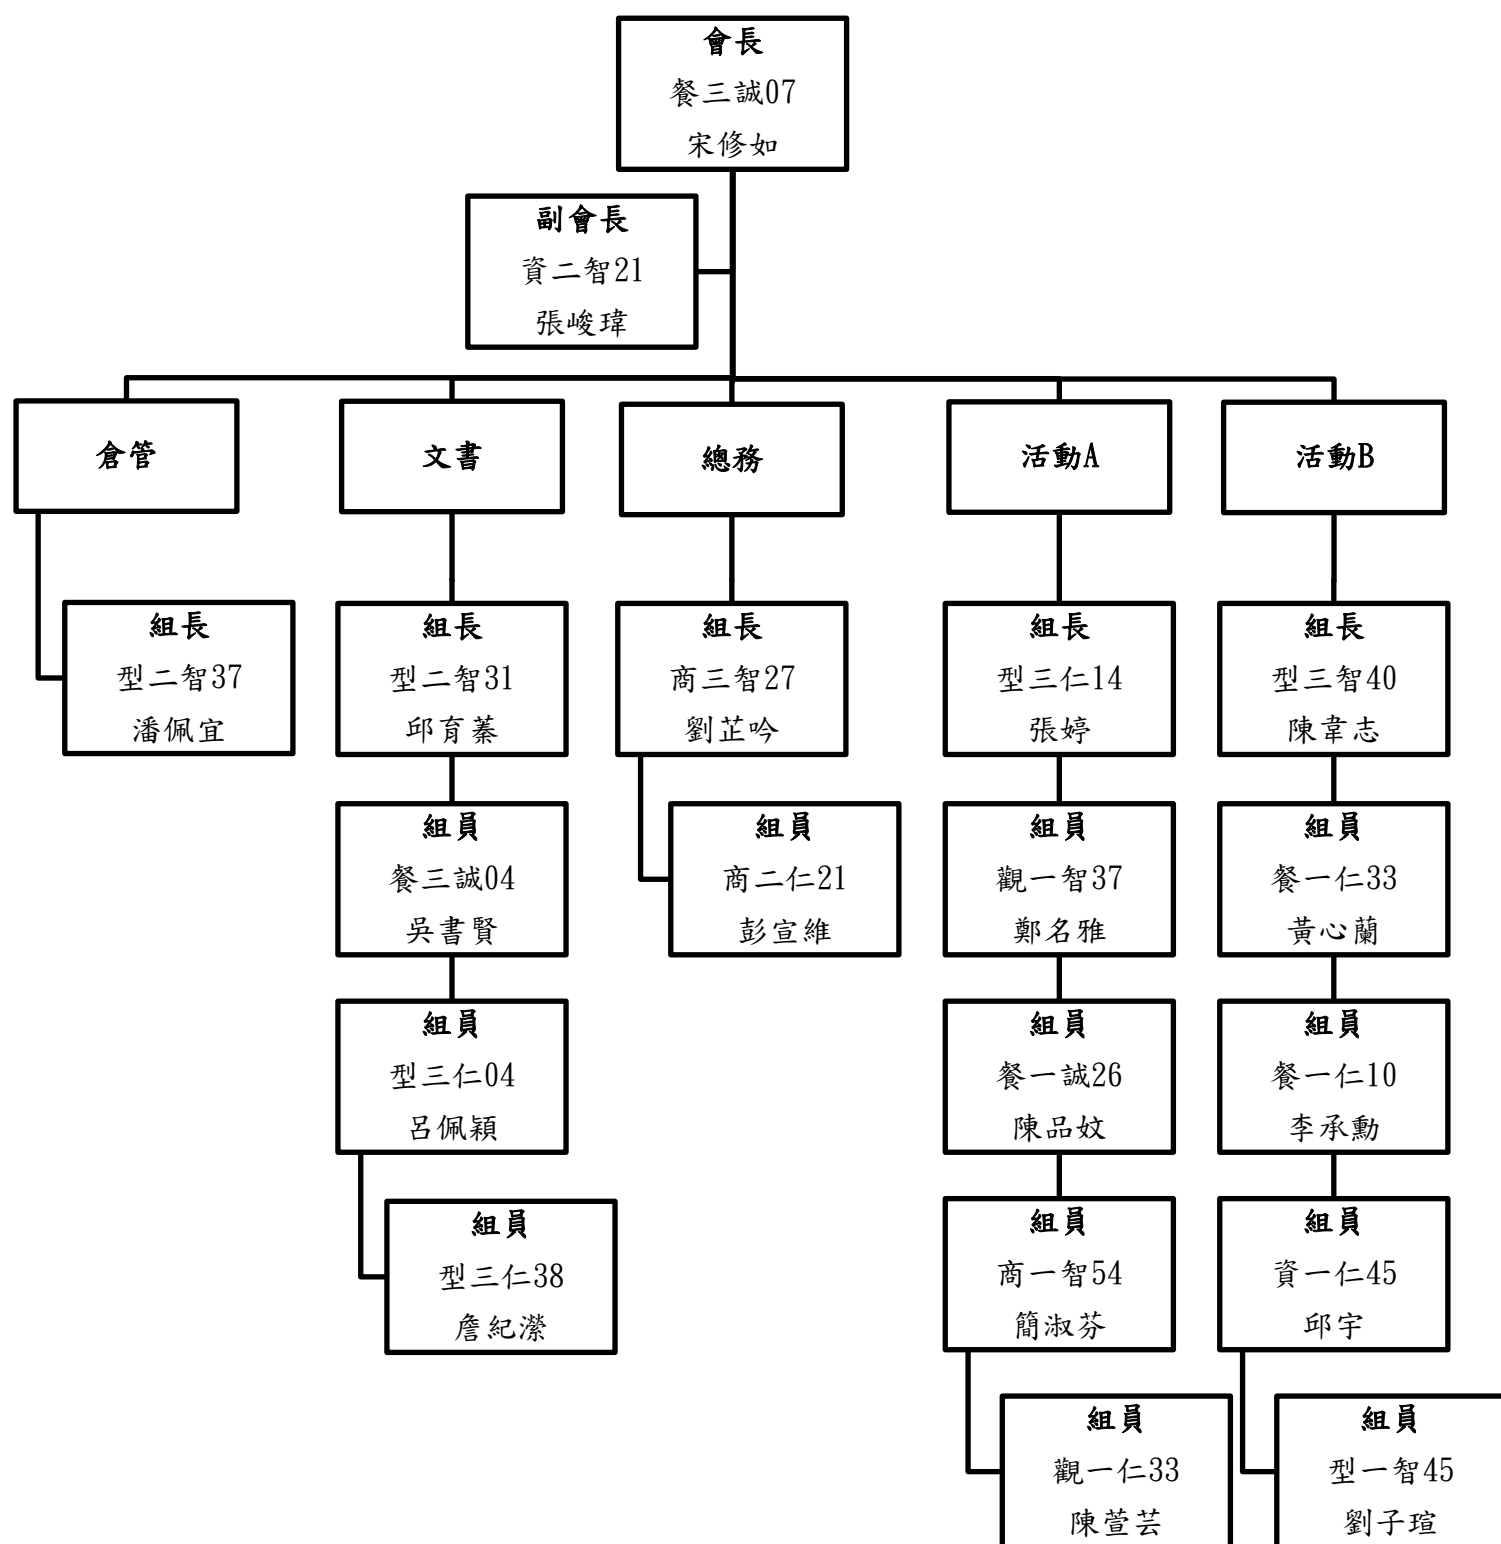 會長
餐三誠07
宋修如
副會長
資二智21
張峻瑋
倉管
文書
總務
活動A
活動B
組長
型二智37
潘佩宜
組長
型二智31
邱育蓁
組長
商三智27
劉芷吟
組長
型三仁14
張婷
組長
型三智40
陳韋志
組員
餐三誠04
吳書賢
組員
商二仁21
彭宣維
組員
觀一智37
鄭名雅
組員
餐一仁33
黃心蘭
組員
型三仁04
呂佩穎
組員
餐一誠26
陳品妏
組員
餐一仁10
李承勳
組員
型三仁38
詹紀瀠
組員
商一智54
簡淑芬
組員
資一仁45
邱宇
組員
觀一仁33
陳萱芸
組員
型一智45
劉子瑄